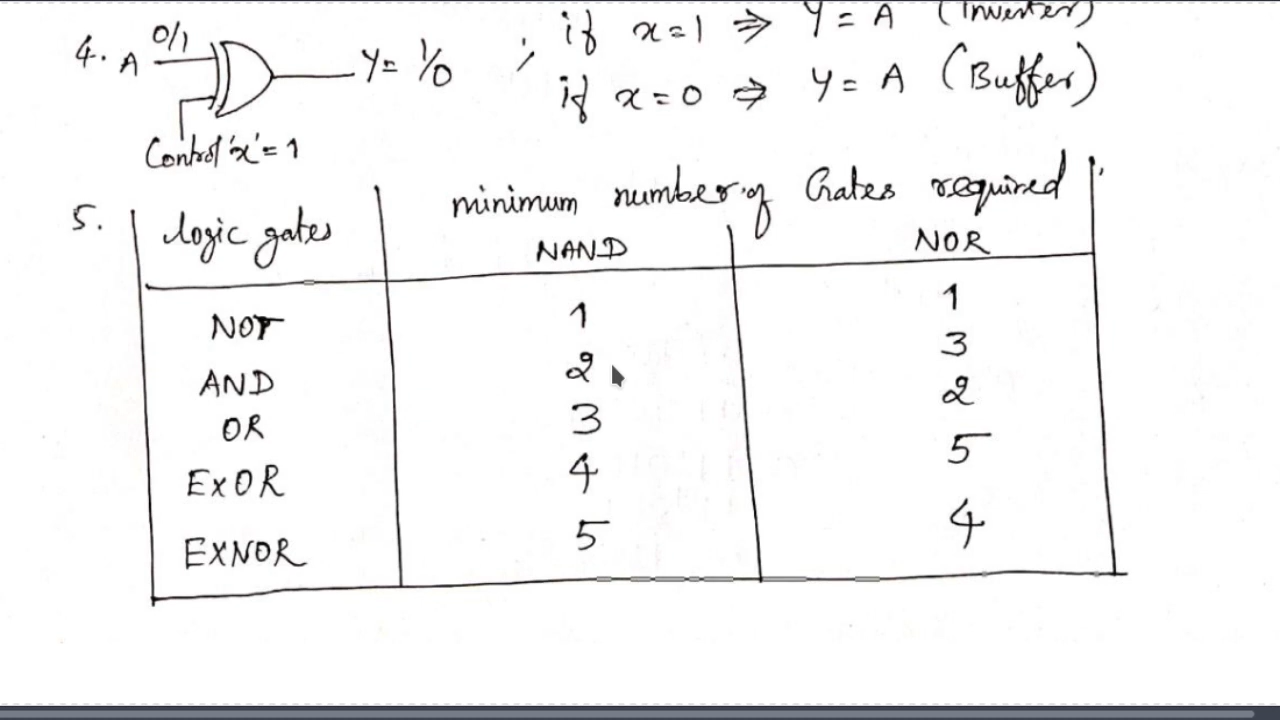 if x=1 ⇒ Y = A (Inverter)
4. A 0/1 Y= 1/0 ;
if x=0 ⇒ Y= A (Buffer)
Control 'x'=1
5. logic gates minimum number of Gates required
NAND NOR
NOT 1 1
AND 2 3
OR 3 2
ExOR 4 5
EXNOR 5 4